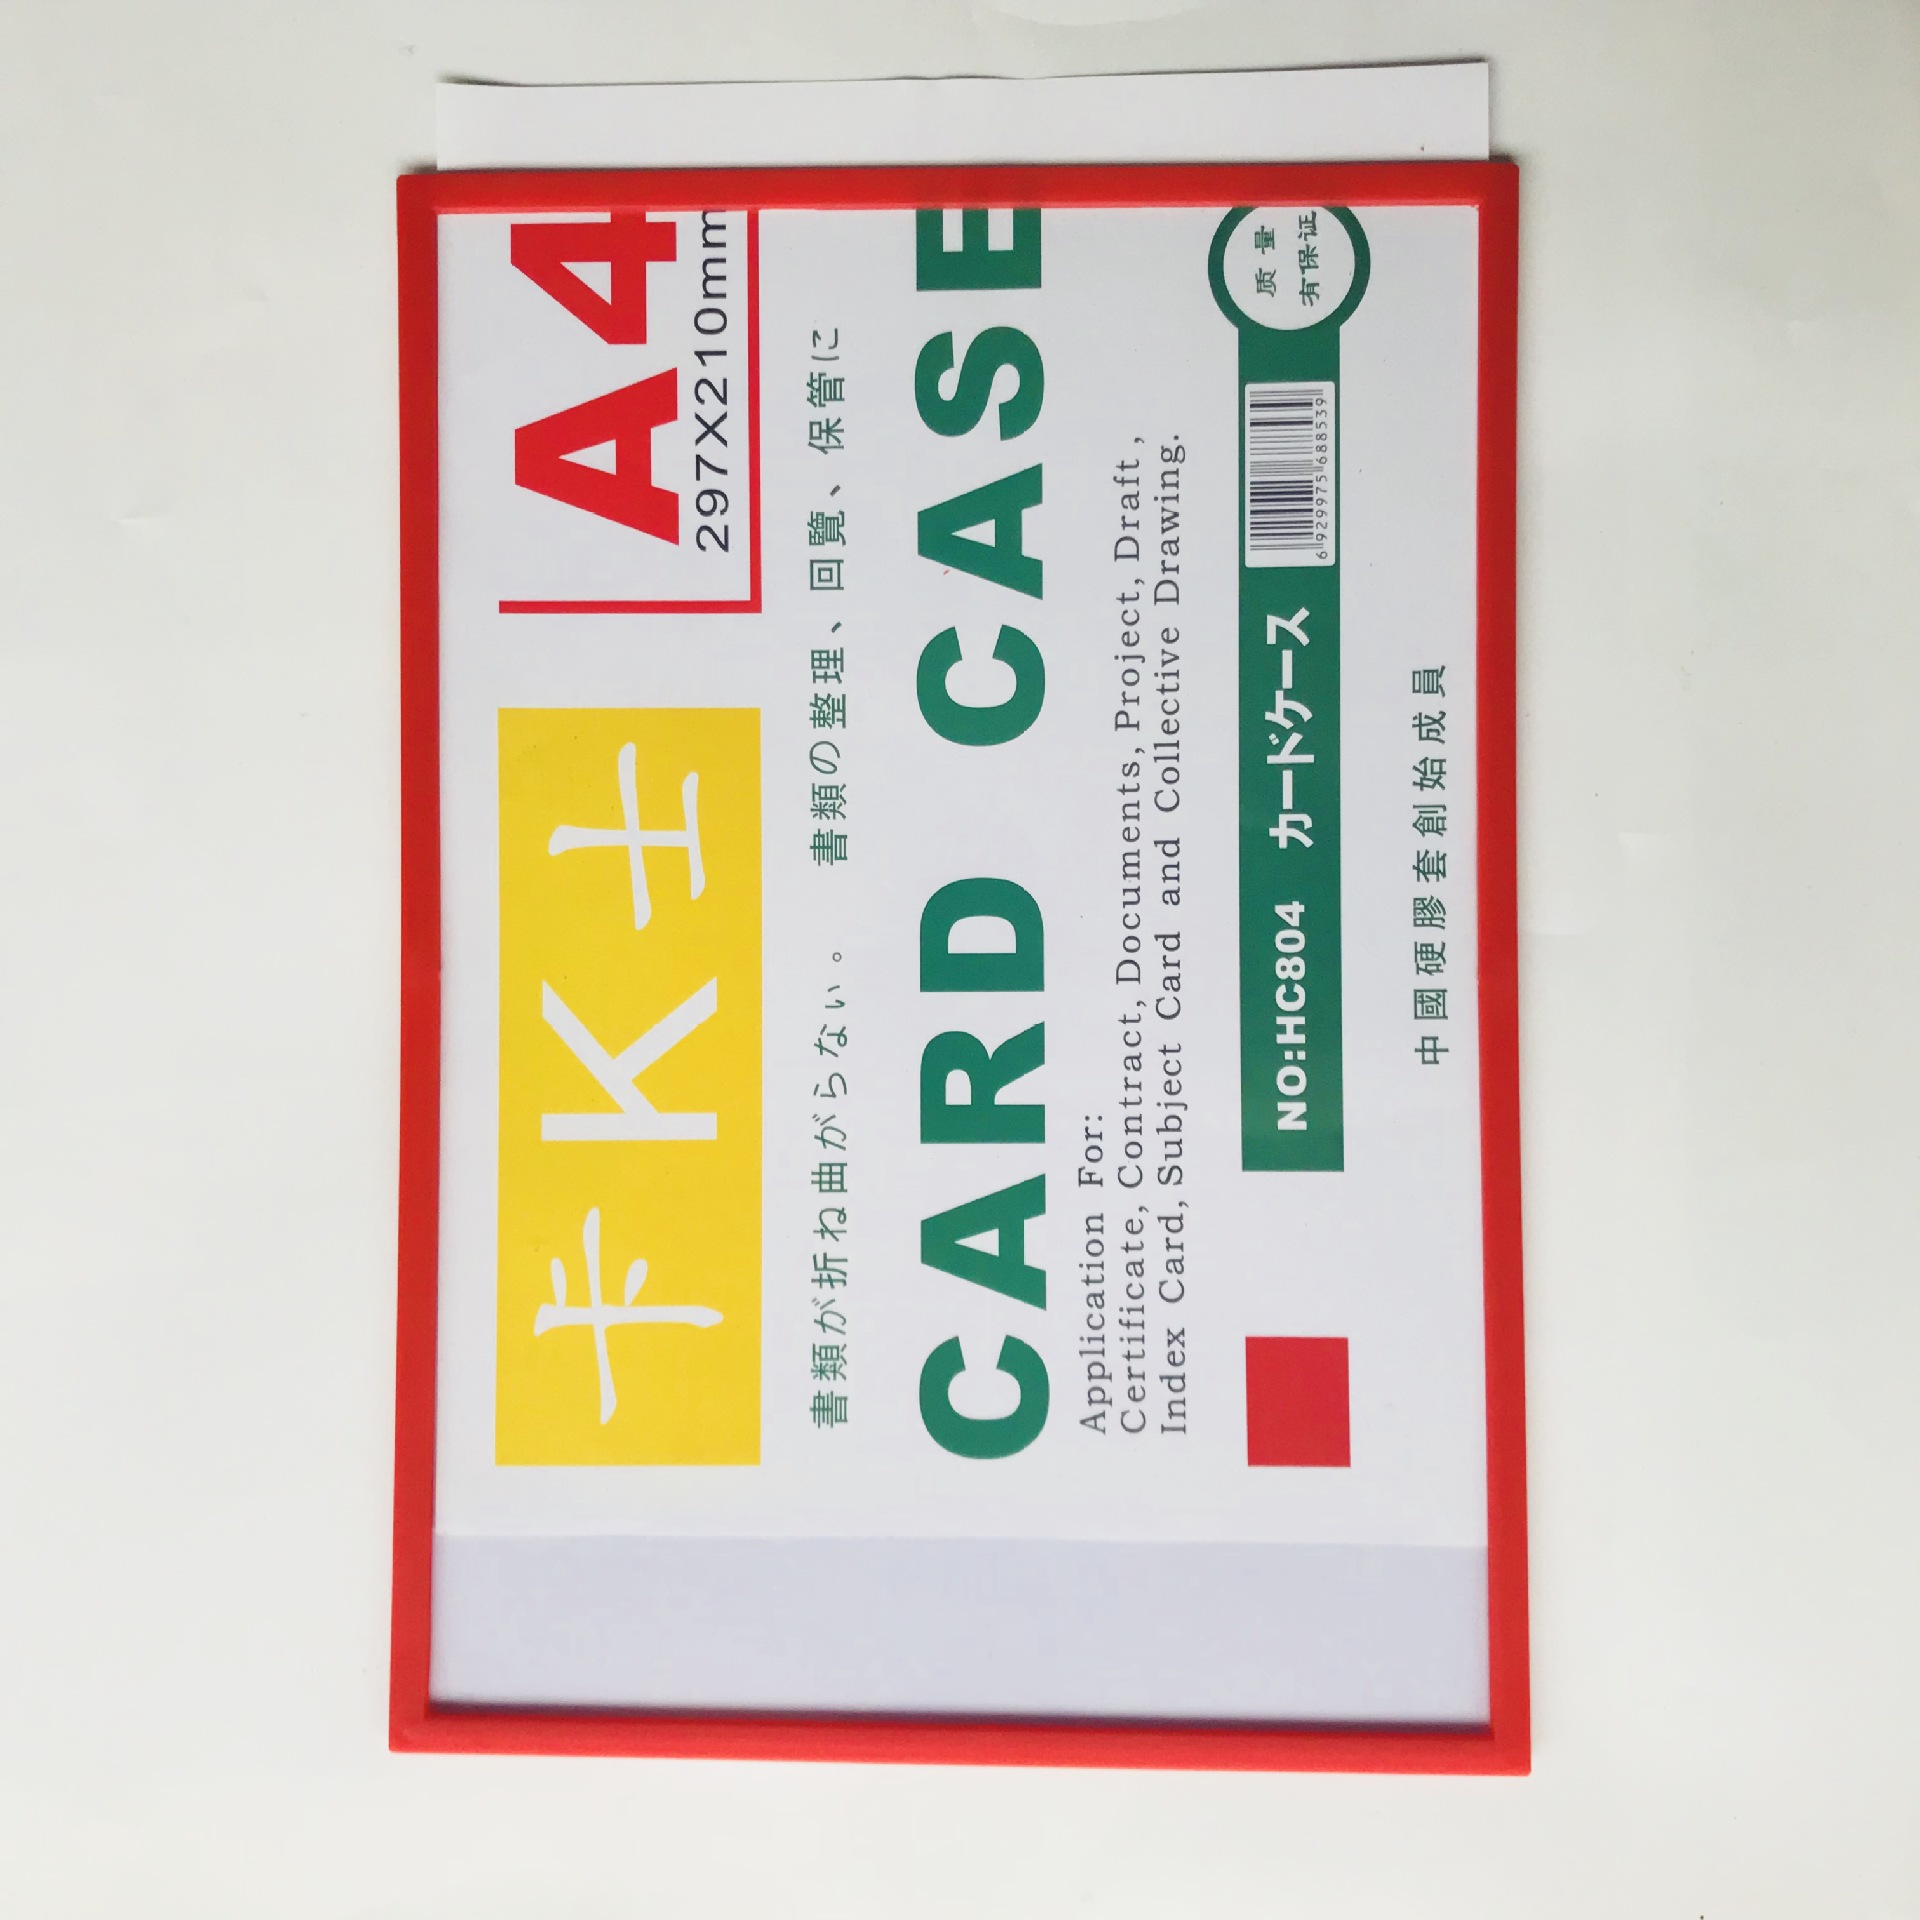 卡K士
A4
297X210mm
書類が折ね曲がらない。 書類の整理、回覽、保管に
CARD CASE
Application For:
Certificate, Contract, Documents, Project, Draft,
Index Card, Subject Card and Collective Drawing.
NO:HC804 カードケース
6929975688539
质量
有保证
中國硬膠套創始成員